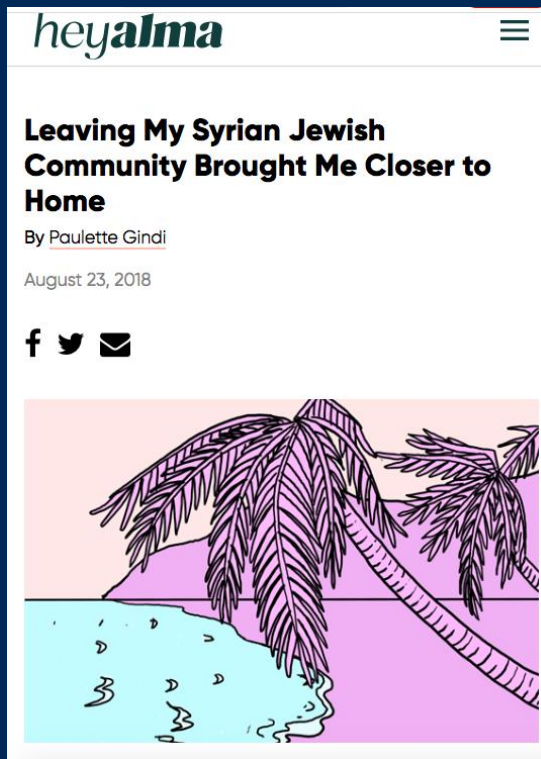 heyalma
Leaving My Syrian Jewish
Community Brought Me Closer to
Home
By Paulette Gindi
August 23, 2018